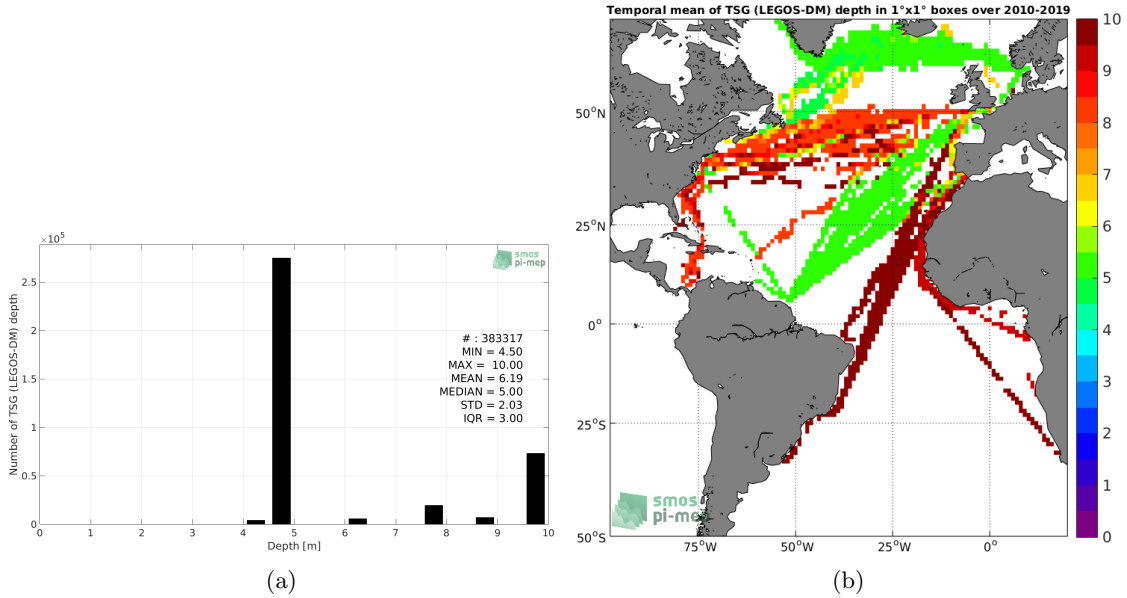 ×10⁵
2.5
2
1.5
1
0.5
0
Number of TSG (LEGOS-DM) depth
smos
pi-mep
# : 383317
MIN = 4.50
MAX = 10.00
MEAN = 6.19
MEDIAN = 5.00
STD = 2.03
IQR = 3.00
0 1 2 3 4 5 6 7 8 9 10
Depth [m]
(a)
Temporal mean of TSG (LEGOS-DM) depth in 1°x1° boxes over 2010-2019
50°N
25°N
0°
25°S
50°S
75°W 50°W 25°W 0°
smos
pi-mep
10
9
8
7
6
5
4
3
2
1
0
(b)